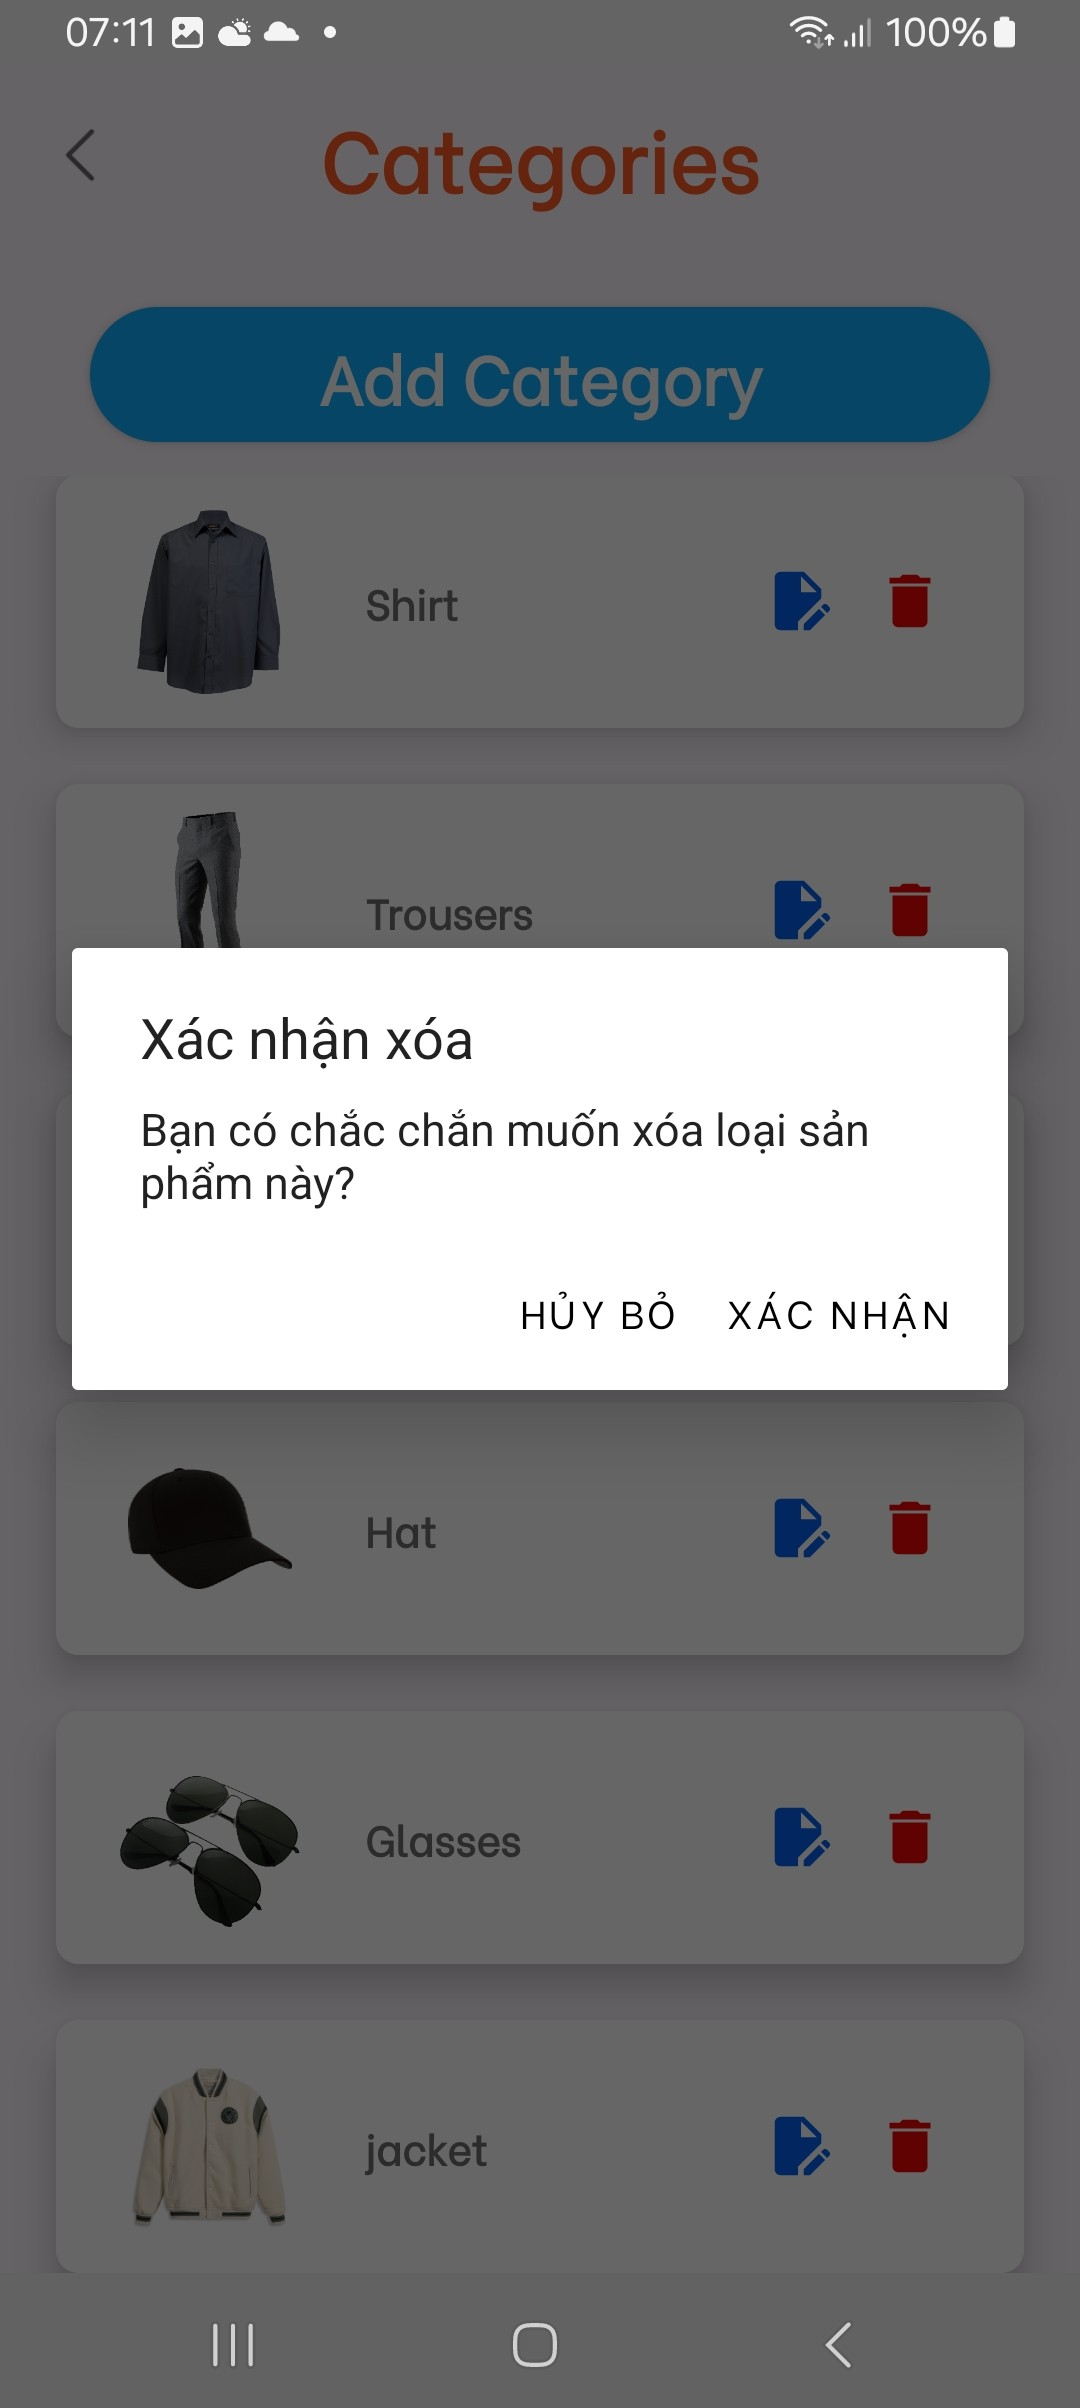 07:11 100%
Categories
Add Category
Shirt
Trousers
Xác nhận xóa
Bạn có chắc chắn muốn xóa loại sản
phẩm này?
HỦY BỎ XÁC NHẬN
Hat
Glasses
jacket